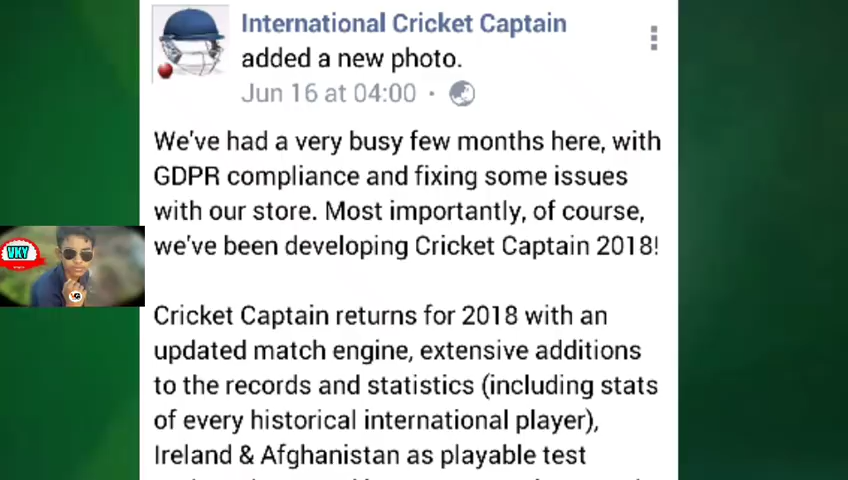 International Cricket Captain
added a new photo.
Jun 16 at 04:00 ·
We've had a very busy few months here, with
GDPR compliance and fixing some issues
with our store. Most importantly, of course,
we've been developing Cricket Captain 2018!
VKY
Cricket Captain returns for 2018 with an
updated match engine, extensive additions
to the records and statistics (including stats
of every historical international player),
Ireland & Afghanistan as playable test